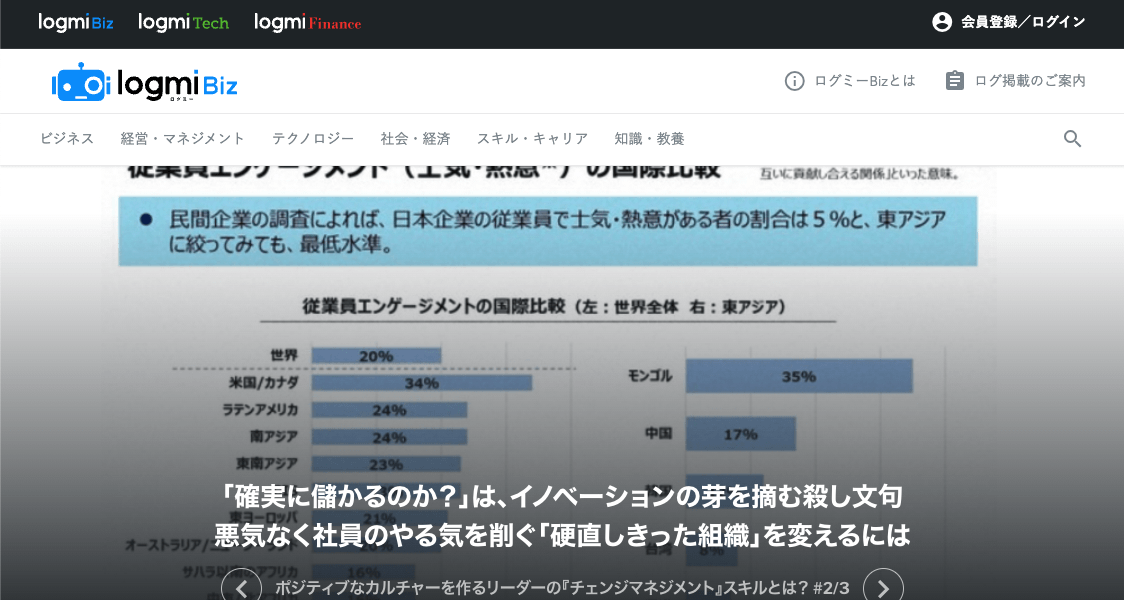 logmi Biz logmi Tech logmi Finance 会員登録／ログイン
logmi Biz
ログミー
ログミーBizとは ログ掲載のご案内
ビジネス 経営・マネジメント テクノロジー 社会・経済 スキル・キャリア 知識・教養
従業員エンゲージメント（士気・熱意*）の国際比較 互いに貢献し合える関係」といった意味。
● 民間企業の調査によれば、日本企業の従業員で士気・熱意がある者の割合は５％と、東アジア
に絞ってみても、最低水準。
従業員エンゲージメントの国際比較（左：世界全体 右：東アジア）
世界 20%
米国/カナダ 34%
モンゴル 35%
ラテンアメリカ 24%
南アジア 24%
中国 17%
東南アジア 23%
「確実に儲かるのか？」は、イノベーションの芽を摘む殺し文句
東ヨーロッパ 21%
悪気なく社員のやる気を削ぐ「硬直しきった組織」を変えるには
オーストラリア/ニュージーランド 20%
台湾 8%
サハラ以南のアフリカ 16%
ポジティブなカルチャーを作るリーダーの『チェンジマネジメント』スキルとは？ #2/3